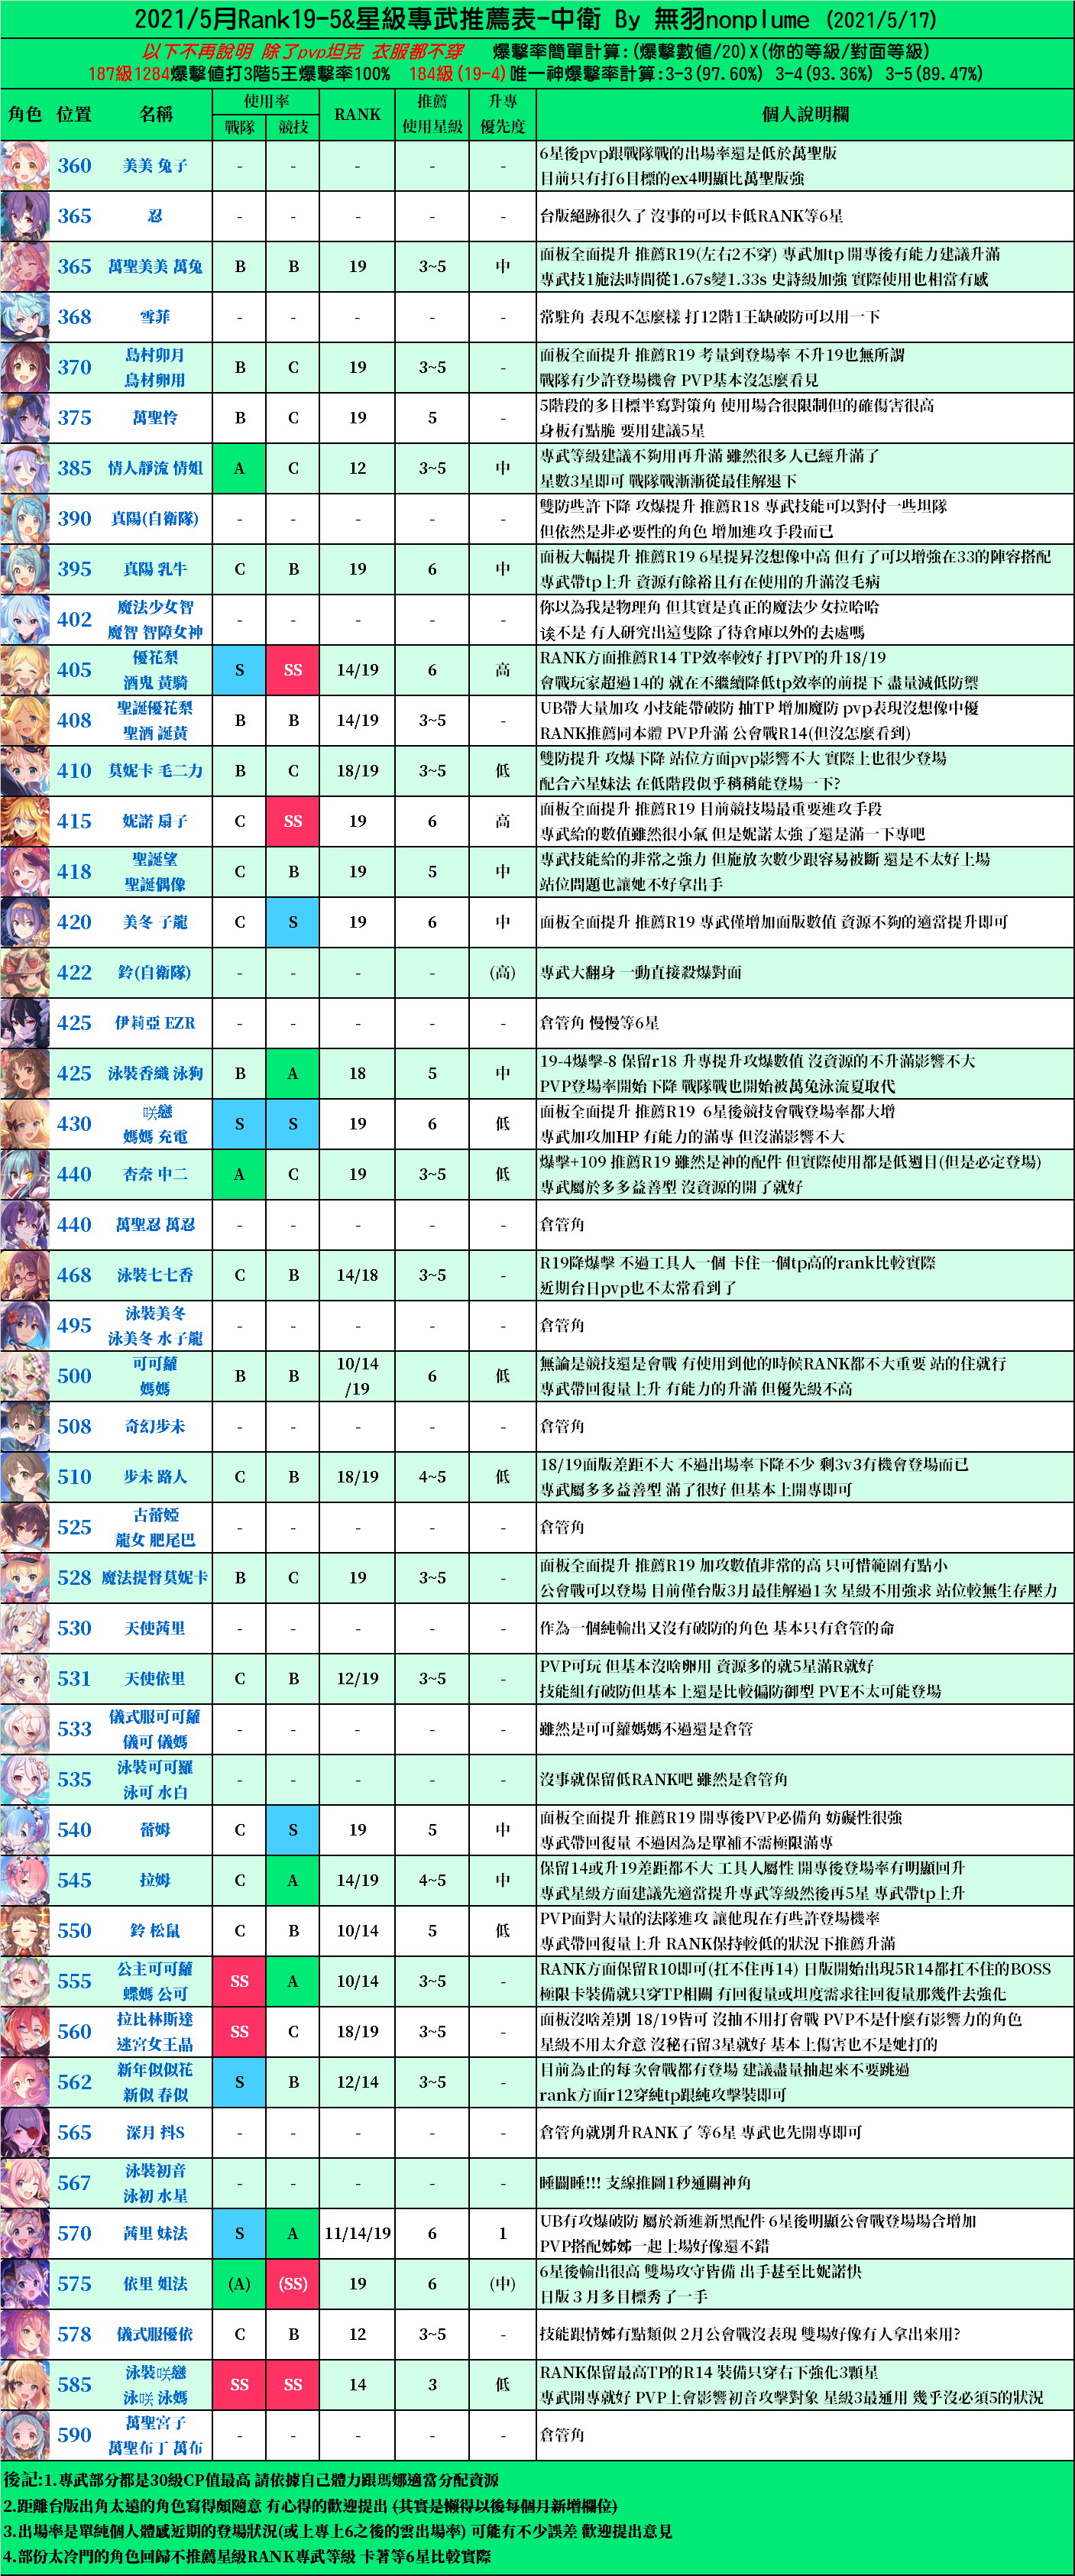 2021/5月Rank19-5&星級專武推薦表-中衛 By 無羽nonplume (2021/5/17)
以下不再說明 除了pvp坦克 衣服都不穿 爆擊率簡單計算:(爆擊數值/20)X(你的等級/對面等級)
187級1284爆擊值打3階5王爆擊率100% 184級(19-4)唯一神爆擊率計算:3-3(97.60%) 3-4(93.36%) 3-5(89.47%)
角色 位置 名稱 使用率 戰隊 競技 RANK 推薦 使用星級 升專 優先度 個人說明欄
360 美美 兔子 - - - - - 6星後pvp跟戰隊戰的出場率還是低於萬聖版
目前只有打6目標的ex4明顯比萬聖版強
365 忍 - - - - - 台版絕跡很久了 沒事的可以卡低RANK等6星
365 萬聖美美 萬兔 B B 19 3~5 中 面板全面提升 推薦R19(左右2不穿) 專武加tp 開專後有能力建議升滿
專武技1施法時間從1.67s變1.33s 史詩級加強 實際使用也相當有感
368 雪菲 - - - - - 常駐角 表現不怎麼樣 打12階1王缺破防可以用一下
370 島村卯月 島材卵用 B C 19 3~5 - 面板全面提升 推薦R19 考量到登場率 不升19也無所謂
戰隊有少許登場機會 PVP基本沒怎麼看見
375 萬聖怜 B C 19 5 - 5階段的多目標半寫對策角 使用場合很限制但的確傷害很高
身板有點脆 要用建議5星
385 情人靜流 情姐 A C 12 3~5 中 專武等級建議不夠用再升滿 雖然很多人已經升滿了
星數3星即可 戰隊戰漸漸從最佳解退下
390 真陽(自衛隊) - - - - - 雙防些許下降 攻爆提升 推薦R18 專武技能可以對付一些坦隊
但依然是非必要性的角色 增加進攻手段而已
395 真陽 乳牛 C B 19 6 中 面板大幅提升 推薦R19 6星提昇沒想像中高 但有了可以增強在33的陣容搭配
專武帶tp上升 資源有餘裕且有在使用的升滿沒毛病
402 魔法少女智 魔智 智障女神 - - - - - 你以為我是物理角 但其實是真正的魔法少女拉哈哈
诶不是 有人研究出這隻除了待倉庫以外的去處嗎
405 優花梨 酒鬼 黃騎 S SS 14/19 6 高 RANK方面推薦R14 TP效率較好 打PVP的升18/19
會戰玩家超過14的 就在不繼續降低tp效率的前提下 盡量減低防禦
408 聖誕優花梨 聖酒 誕黃 B B 14/19 3~5 - UB帶大量加攻 小技能帶破防 抽TP 增加魔防 pvp表現沒想像中優
RANK推薦同本體 PVP升滿 公會戰R14(但沒怎麼看到)
410 莫妮卡 毛二力 B C 18/19 3~5 低 雙防提升 攻爆下降 站位方面pvp影響不大 實際上也很少登場
配合六星妹法 在低階段似乎稍稍能登場一下?
415 妮諾 扇子 C SS 19 6 高 面板全面提升 推薦R19 目前競技場最重要進攻手段
專武給的數值雖然很小氣 但是妮諾太強了還是滿一下專吧
418 聖誕望 聖誕偶像 C B 19 5 中 專武技能給的非常之強力 但施放次數少跟容易被斷 還是不太好上場
站位問題也讓她不好拿出手
420 美冬 子龍 C S 19 6 中 面板全面提升 推薦R19 專武僅增加面版數值 資源不夠的適當提升即可
422 鈴(自衛隊) - - - - (高) 專武大翻身 一動直接殺爆對面
425 伊莉亞 EZR - - - - - 倉管角 慢慢等6星
425 泳裝香織 泳狗 B A 18 5 中 19-4爆擊-8 保留r18 升專提升攻爆數值 沒資源的不升滿影響不大
PVP登場率開始下降 戰隊戰也開始被萬兔泳流夏取代
430 咲戀 媽媽 充電 S S 19 6 低 面板全面提升 推薦R19 6星後競技會戰登場率都大增
專武加攻加HP 有能力的滿專 但沒滿影響不大
440 杏奈 中二 A C 19 3~5 低 爆擊+109 推薦R19 雖然是神的配件 但實際使用都是低週目(但是必定登場)
專武屬於多多益善型 沒資源的開了就好
440 萬聖忍 萬忍 - - - - - 倉管角
468 泳裝七七香 C B 14/18 3~5 - R19降爆擊 不過工具人一個 卡住一個tp高的rank比較實際
近期台日pvp也不太常看到了
495 泳裝美冬 泳美冬 水子龍 - - - - - 倉管角
500 可可蘿 媽媽 B B 10/14 /19 6 低 無論是競技還是會戰 有使用到他的時候RANK都不大重要 站的住就行
專武帶回復量上升 有能力的升滿 但優先級不高
508 奇幻步未 - - - - - 倉管角
510 步未 路人 C B 18/19 4~5 低 18/19面版差距不大 不過出場率下降不少 剩3v3有機會登場而已
專武屬多多益善型 滿了很好 但基本上開專即可
525 古蕾婭 龍女 肥尾巴 - - - - - 倉管角
528 魔法提督莫妮卡 B C 19 3~5 - 面板全面提升 推薦R19 加攻數值非常的高 只可惜範圍有點小
公會戰可以登場 目前僅台版3月最佳解過1次 星級不用強求 站位較無生存壓力
530 天使茜里 - - - - - 作為一個純輸出又沒有破防的角色 基本只有倉管的命
531 天使依里 C B 12/19 3~5 - PVP可玩 但基本沒啥卵用 資源多的就5星滿R就好
技能組有破防但基本上還是比較偏防御型 PVE不太可能登場
533 儀式服可可蘿 儀可 儀媽 - - - - - 雖然是可可蘿媽媽不過還是倉管
535 泳裝可可羅 泳可 水白 - - - - - 沒事就保留低RANK吧 雖然是倉管角
540 蕾姆 C S 19 5 中 面板全面提升 推薦R19 開專後PVP必備角 妨礙性很強
專武帶回復量 不過因為是單補不需極限滿專
545 拉姆 C A 14/19 4~5 中 保留14或升19差距都不大 工具人屬性 開專後登場率有明顯回升
專武星級方面建議先適當提升專武等級然後再5星 專武帶tp上升
550 鈴 松鼠 C B 10/14 5 低 PVP面對大量的法隊進攻 讓他現在有些許登場機率
專武帶回復量上升 RANK保持較低的狀況下推薦升滿
555 公主可可蘿 蝶媽 公可 SS A 10/14 3~5 - RANK方面保留R10即可(扛不住再14) 日版開始出現5R14都扛不住的BOSS
極限卡裝備就只穿TP相關 有回復量或坦度需求往回復量那幾件去強化
560 拉比林斯達 迷宮女王晶 SS C 18/19 3~5 - 面板沒啥差別 18/19皆可 沒抽不用打會戰 PVP不是什麼有影響力的角色
星級不用太介意 沒秘石留3星就好 基本上傷害也不是她打的
562 新年似似花 新似 春似 S B 12/14 3~5 - 目前為止的每次會戰都有登場 建議盡量抽起來不要跳過
rank方面r12穿純tp跟純攻擊裝即可
565 深月 抖S - - - - - 倉管角就別升RANK了 等6星 專武也先開專即可
567 泳裝初音 泳初 水星 - - - - - 睡闘睡!!! 支線推圖1秒通關神角
570 茜里 妹法 S A 11/14/19 6 1 UB有攻爆破防 屬於新進新黑配件 6星後明顯公會戰登場場合增加
PVP搭配姊姊一起上場好像還不錯
575 依里 姐法 (A) (SS) 19 6 (中) 6星後輸出很高 雙場攻守皆備 出手甚至比妮諾快
日版３月多目標秀了一手
578 儀式服優依 C B 12 3~5 - 技能跟情姊有點類似 2月公會戰沒表現 雙場好像有人拿出來用?
585 泳裝咲戀 泳咲 泳媽 SS SS 14 3 低 RANK保留最高TP的R14 裝備只穿右下強化3顆星
專武開專就好 PVP上會影響初音攻擊對象 星級3最通用 幾乎沒必須5的狀況
590 萬聖宮子 萬聖布丁 萬布 - - - - - 倉管角
後記:1.專武部分都是30級CP值最高 請依據自己體力跟瑪娜適當分配資源
2.距離台版出角太遠的角色寫得頗隨意 有心得的歡迎提出 (其實是懶得以後每個月新增欄位)
3.出場率是單純個人體感近期的登場狀況(或上專上6之後的雲出場率) 可能有不少誤差 歡迎提出意見
4.部份太冷門的角色回歸不推薦星級RANK專武等級 卡著等6星比較實際